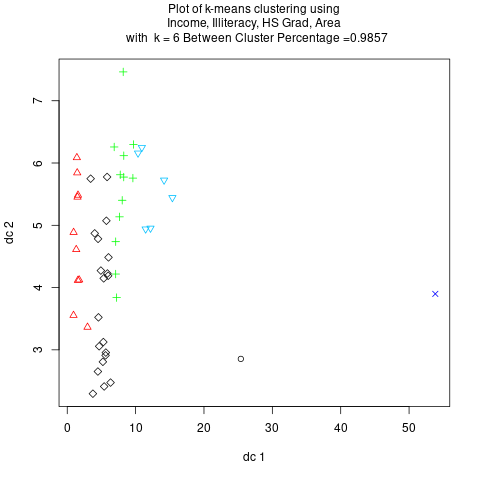 Plot of k-means clustering using
Income, Illiteracy, HS Grad, Area
with k = 6 Between Cluster Percentage =0.9857
dc 2
7
6
5
4
3
0 10 20 30 40 50
dc 1